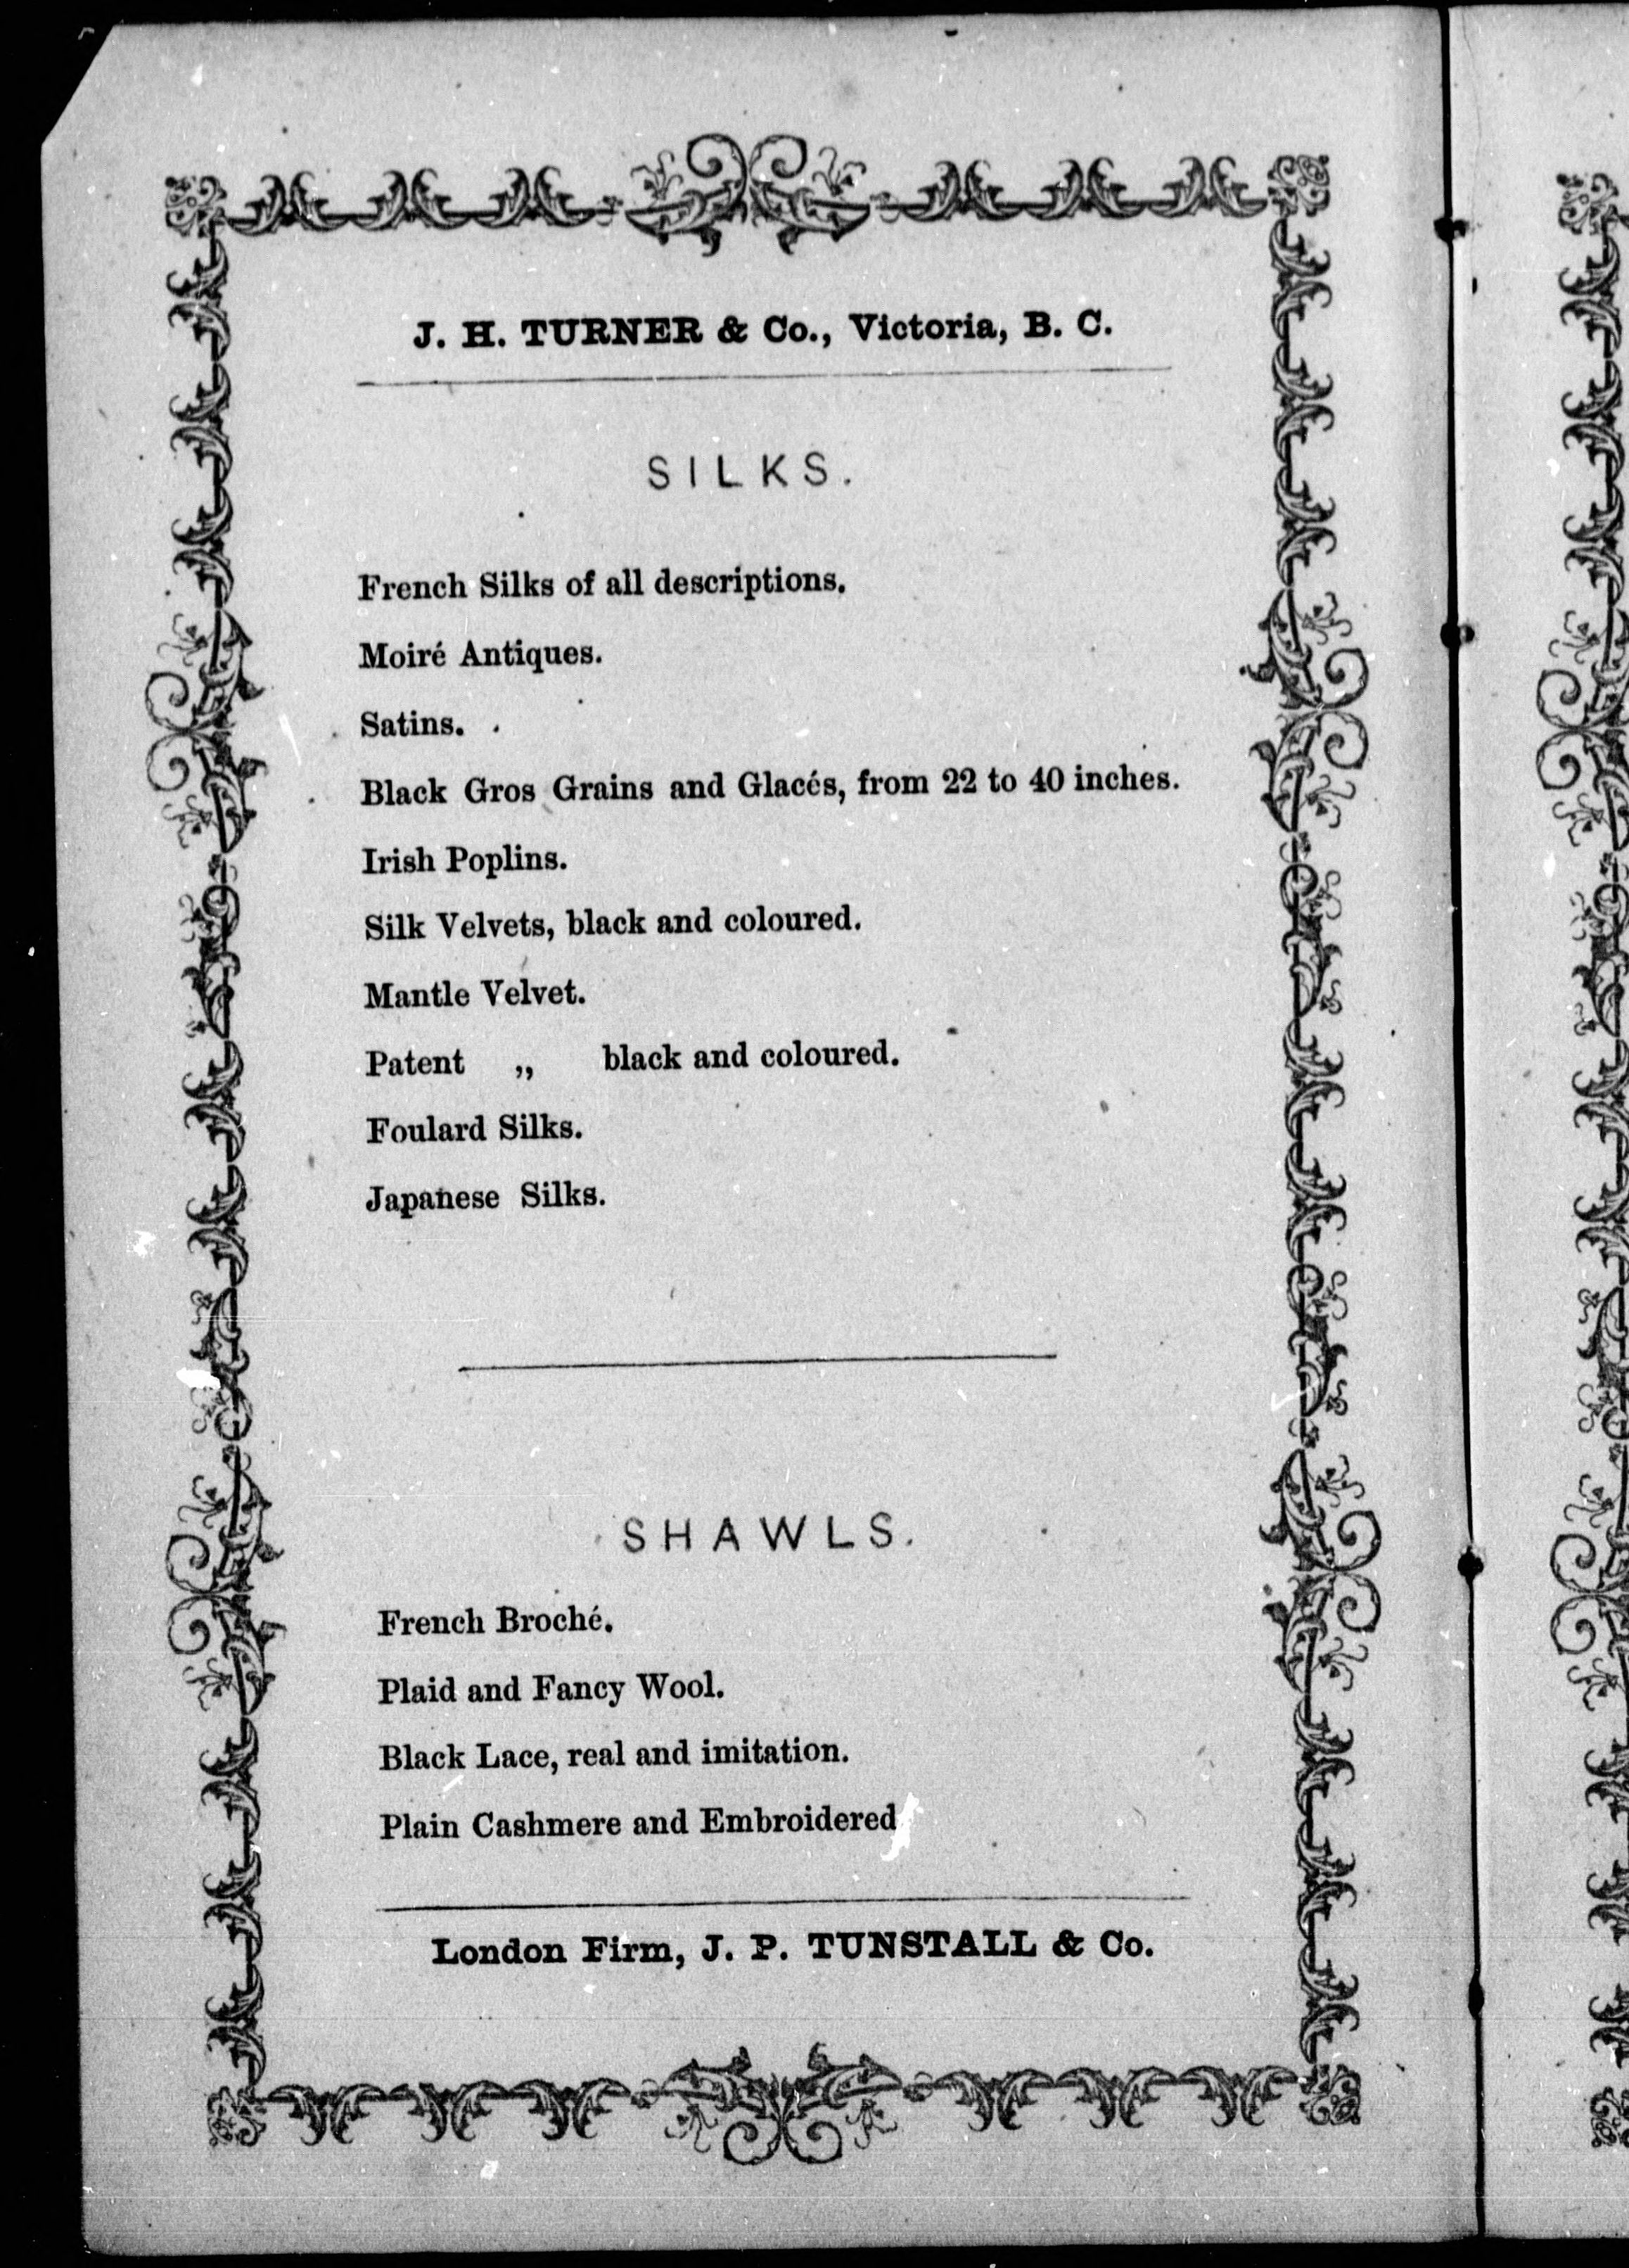 J. H. TURNER & Co., Victoria, B. C.
SILKS.
French Silks of all descriptions.
Moiré Antiques.
Satins.
Black Gros Grains and Glacés, from 22 to 40 inches.
Irish Poplins.
Silk Velvets, black and coloured.
Mantle Velvet.
Patent „ black and coloured.
Foulard Silks.
Japanese Silks.
SHAWLS.
French Broché.
Plaid and Fancy Wool.
Black Lace, real and imitation.
Plain Cashmere and Embroidered
London Firm, J. P. TUNSTALL & Co.